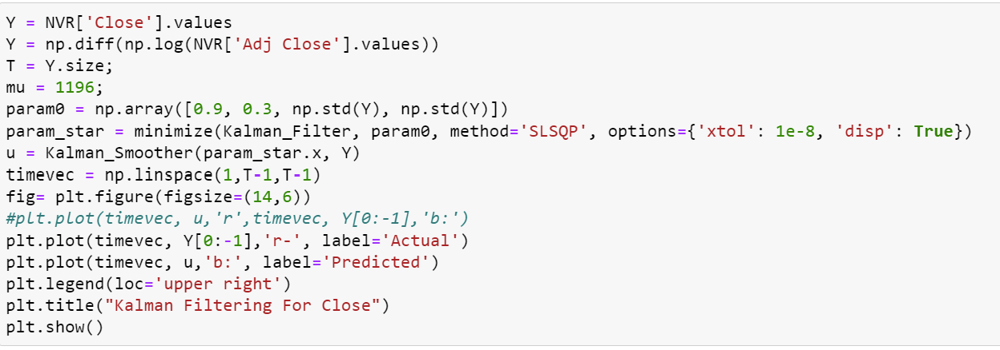 Y = NVR['Close'].values
Y = np.diff(np.log(NVR['Adj Close'].values))
T = Y.size;
mu = 1196;
param0 = np.array([0.9, 0.3, np.std(Y), np.std(Y)])
param_star = minimize(Kalman_Filter, param0, method='SLSQP', options={'xtol': 1e-8, 'disp': True})
u = Kalman_Smoother(param_star.x, Y)
timevec = np.linspace(1,T-1,T-1)
fig= plt.figure(figsize=(14,6))
#plt.plot(timevec, u,'r',timevec, Y[0:-1],'b:')
plt.plot(timevec, Y[0:-1],'r-', label='Actual')
plt.plot(timevec, u,'b:', label='Predicted')
plt.legend(loc='upper right')
plt.title("Kalman Filtering For Close")
plt.show()